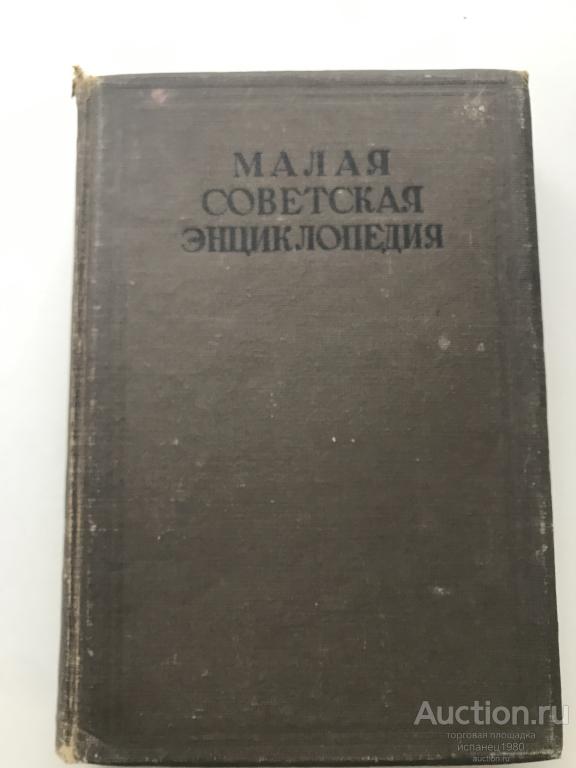 МАЛАЯ
СОВЕТСКАЯ
ЭНЦИКЛОПЕДИЯ
Auction.ru
торговая площадка
испанец1980
auction.ru